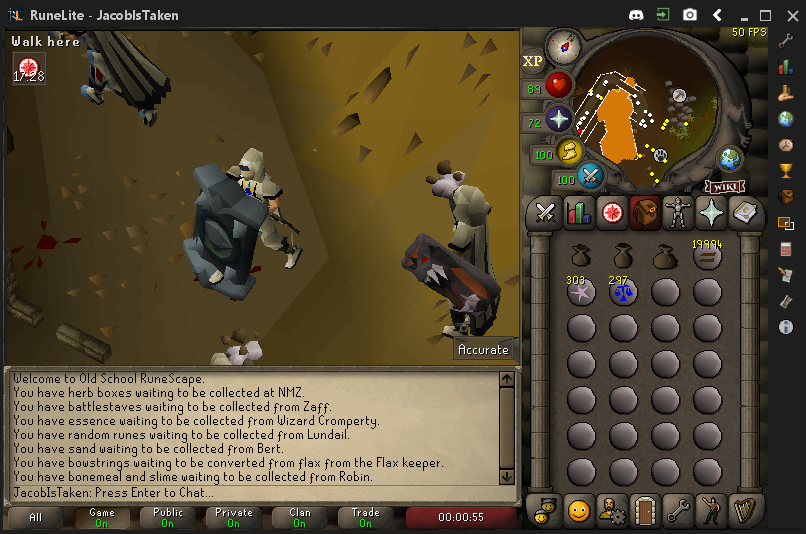 RuneLite - JacobIsTaken
Walk here
17:28
50 FPS
XP
89
72
100
100
WIKI
19994
303
297
Accurate
Welcome to Old School RuneScape.
You have herb boxes waiting to be collected at NMZ.
You have battlestaves waiting to be collected from Zaff.
You have essence waiting to be collected from Wizard Cromperty.
You have random runes waiting to be collected from Lundail.
You have sand waiting to be collected from Bert.
You have bowstrings waiting to be converted from flax from the Flax keeper.
You have bonemeal and slime waiting to be collected from Robin.
JacobIsTaken: Press Enter to Chat...
All
Game
On
Public
On
Private
On
Clan
On
Trade
On
00:00:55